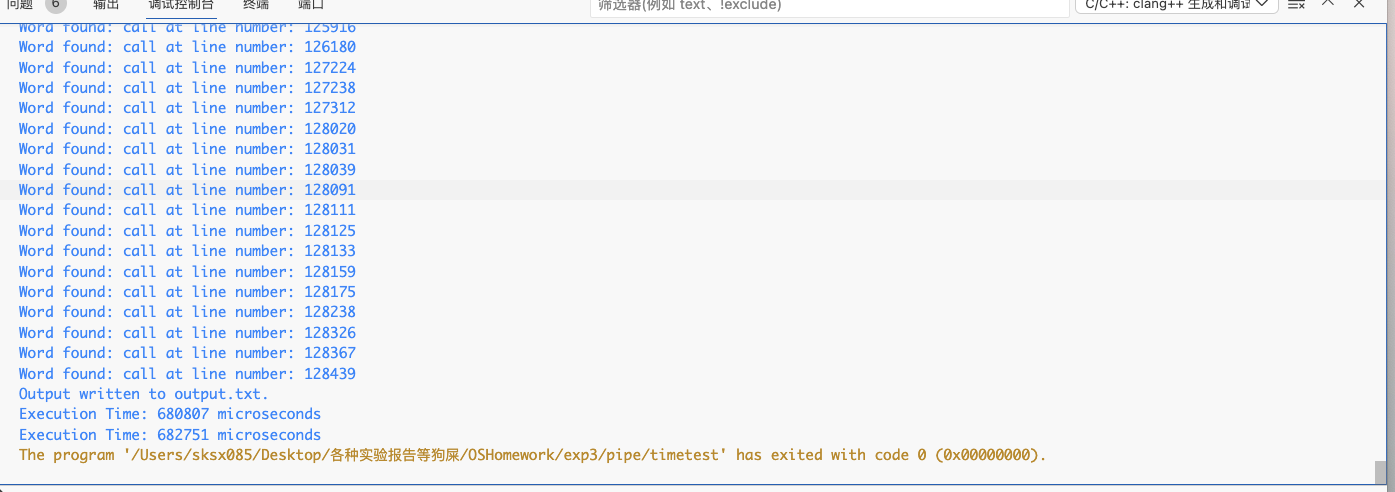 问题 6 输出 调试控制台 终端 端口 筛选器(例如 text、!exclude) C/C++: clang++ 生成和调试
Word found: call at line number: 125916
Word found: call at line number: 126180
Word found: call at line number: 127224
Word found: call at line number: 127238
Word found: call at line number: 127312
Word found: call at line number: 128020
Word found: call at line number: 128031
Word found: call at line number: 128039
Word found: call at line number: 128091
Word found: call at line number: 128111
Word found: call at line number: 128125
Word found: call at line number: 128133
Word found: call at line number: 128159
Word found: call at line number: 128175
Word found: call at line number: 128238
Word found: call at line number: 128326
Word found: call at line number: 128367
Word found: call at line number: 128439
Output written to output.txt.
Execution Time: 680807 microseconds
Execution Time: 682751 microseconds
The program '/Users/sksx085/Desktop/各种实验报告等狗屎/OSHomework/exp3/pipe/timetest' has exited with code 0 (0x00000000).